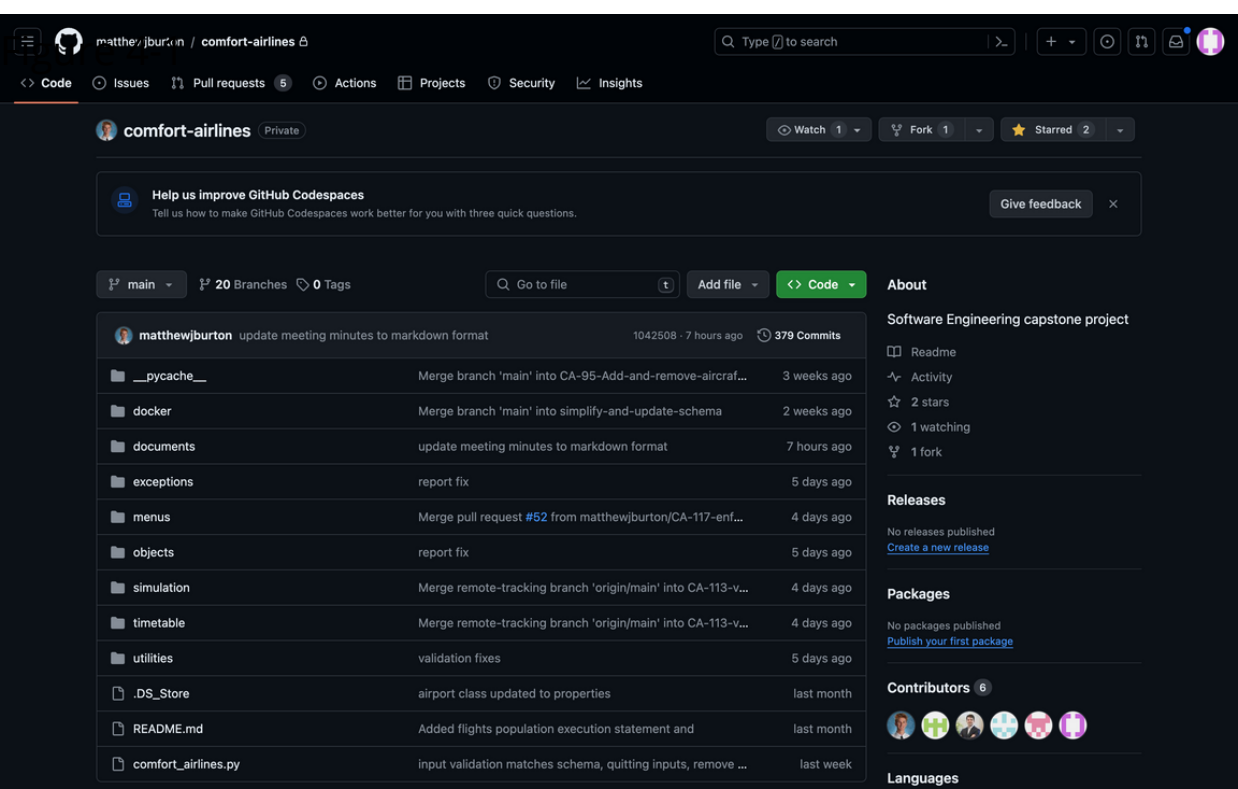 matthewjburton / comfort-airlines
Type / to search
Code Issues Pull requests 5 Actions Projects Security Insights
comfort-airlines Private
Watch 1 Fork 1 Starred 2
Help us improve GitHub Codespaces
Tell us how to make GitHub Codespaces work better for you with three quick questions.
Give feedback
main 20 Branches 0 Tags Go to file t Add file Code
matthewjburton update meeting minutes to markdown format 1042508 · 7 hours ago 379 Commits
__pycache__ Merge branch 'main' into CA-95-Add-and-remove-aircraf... 3 weeks ago
docker Merge branch 'main' into simplify-and-update-schema 2 weeks ago
documents update meeting minutes to markdown format 7 hours ago
exceptions report fix 5 days ago
menus Merge pull request #52 from matthewjburton/CA-117-enf... 4 days ago
objects report fix 5 days ago
simulation Merge remote-tracking branch 'origin/main' into CA-113-v... 4 days ago
timetable Merge remote-tracking branch 'origin/main' into CA-113-v... 4 days ago
utilities validation fixes 5 days ago
.DS_Store airport class updated to properties last month
README.md Added flights population execution statement and last month
comfort_airlines.py input validation matches schema, quitting inputs, remove ... last week
About
Software Engineering capstone project
Readme
Activity
2 stars
1 watching
1 fork
Releases
No releases published
Create a new release
Packages
No packages published
Publish your first package
Contributors 6
Languages